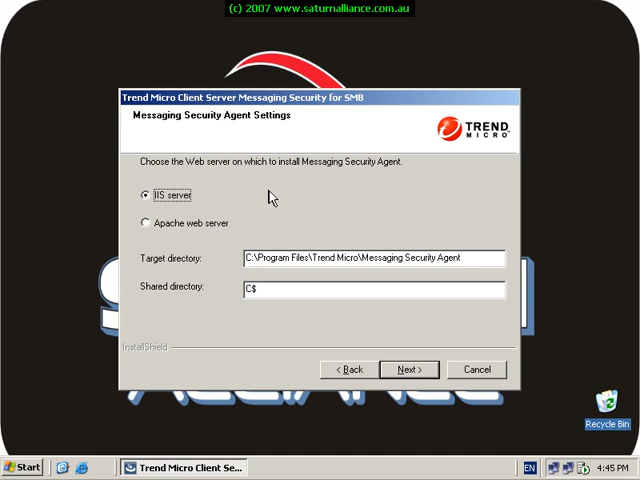 (c) 2007 www.saturnalliance.com.au
Trend Micro Client Server Messaging Security for SMB
Messaging Security Agent Settings
TREND
MICRO
Choose the Web server on which to install Messaging Security Agent.
IIS server
Apache web server
Target directory: C:\Program Files\Trend Micro\Messaging Security Agent
Shared directory: C$
InstallShield
< Back Next > Cancel
Recycle Bin
Start Trend Micro Client Se... EN 4:45 PM